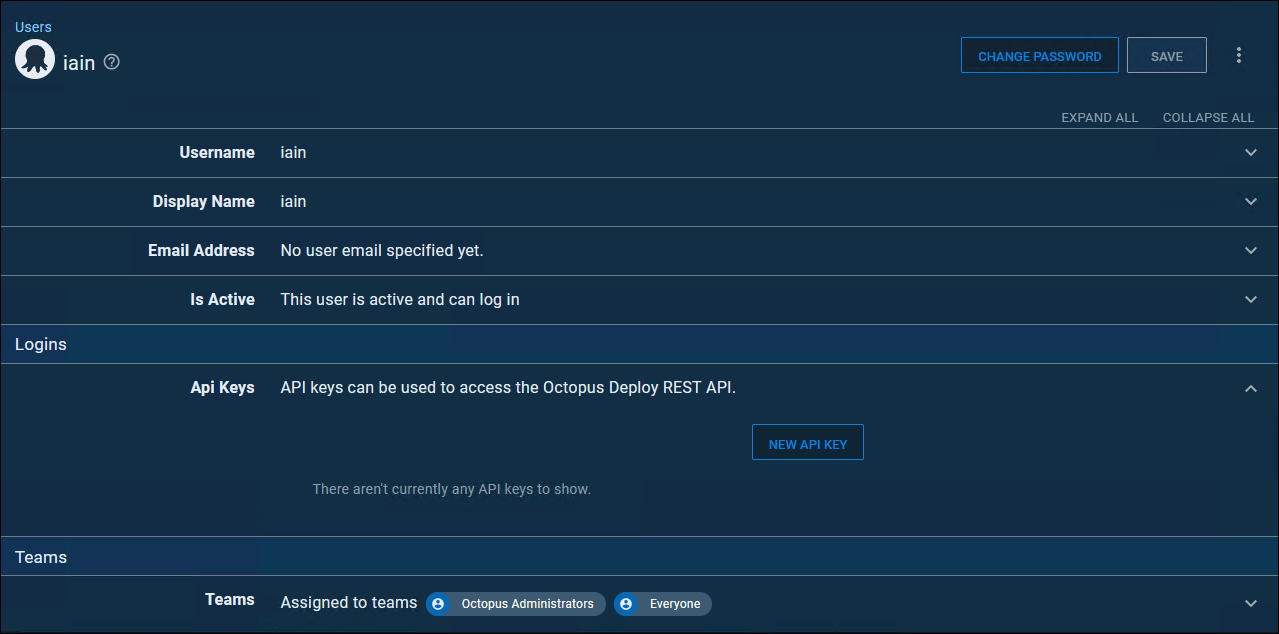 Users
iain
CHANGE PASSWORD SAVE
EXPAND ALL COLLAPSE ALL
Username iain
Display Name iain
Email Address No user email specified yet.
Is Active This user is active and can log in
Logins
Api Keys API keys can be used to access the Octopus Deploy REST API.
NEW API KEY
There aren't currently any API keys to show.
Teams
Teams Assigned to teams Octopus Administrators Everyone